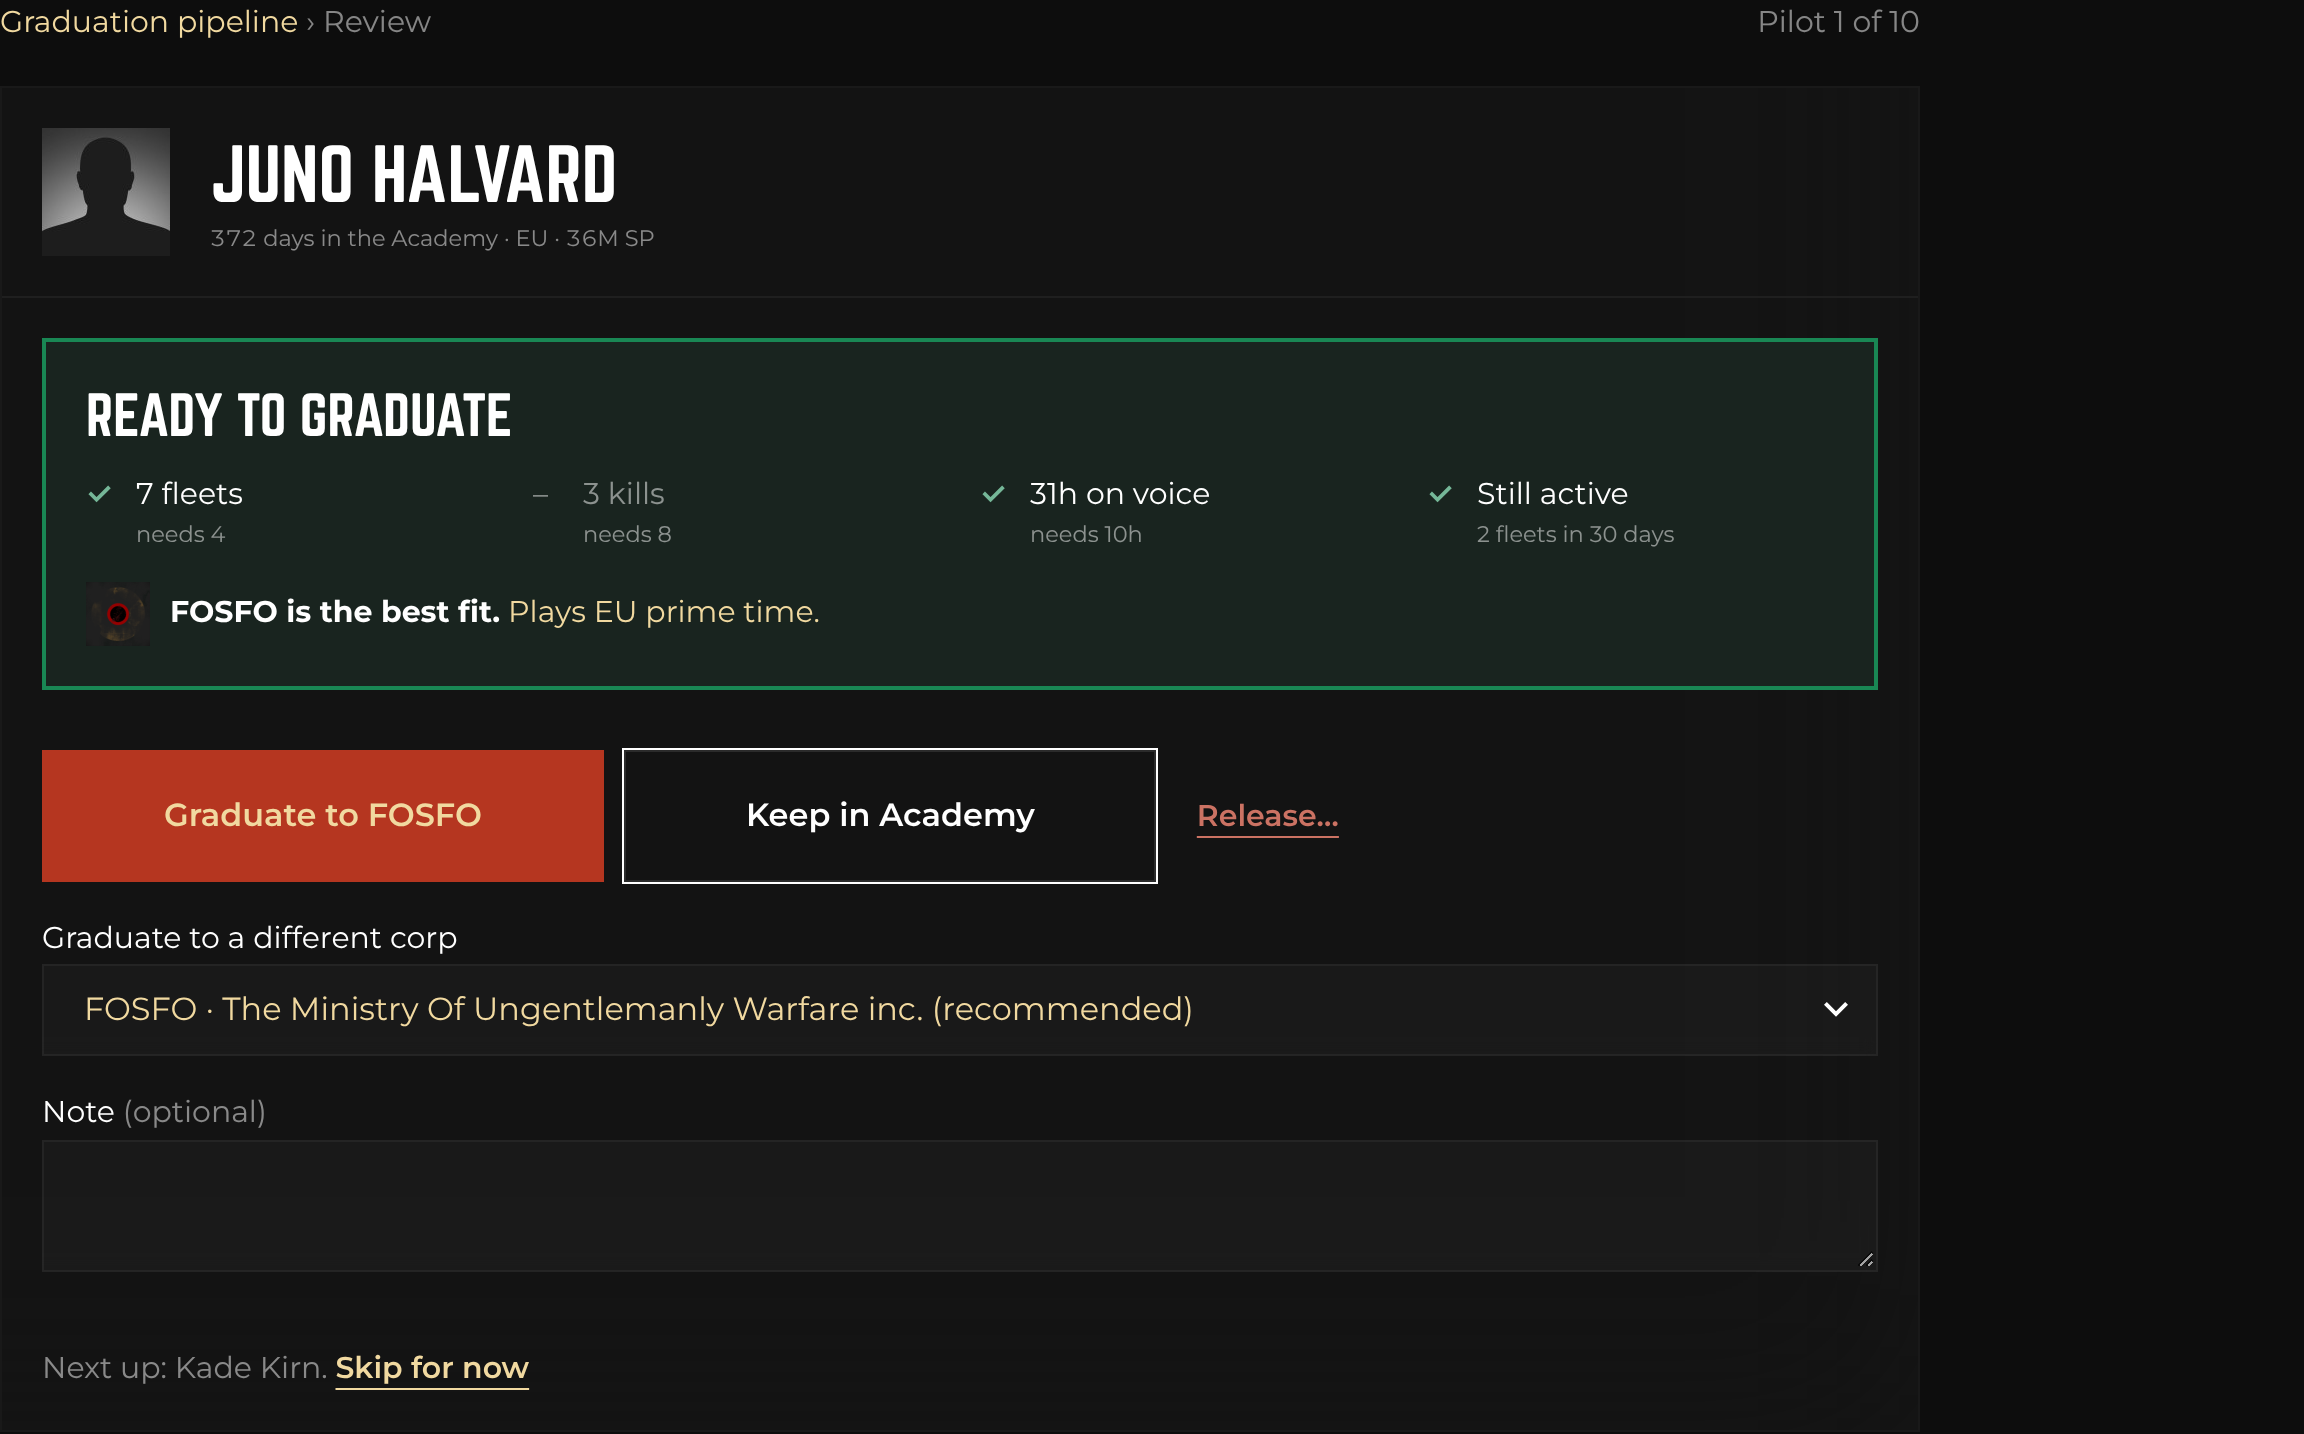 Graduation pipeline › Review
Pilot 1 of 10
JUNO HALVARD
372 days in the Academy · EU · 36M SP
READY TO GRADUATE
7 fleets
needs 4
– 3 kills
needs 8
31h on voice
needs 10h
Still active
2 fleets in 30 days
FOSFO is the best fit. Plays EU prime time.
Graduate to FOSFO
Keep in Academy
Release...
Graduate to a different corp
FOSFO · The Ministry Of Ungentlemanly Warfare inc. (recommended)
Note (optional)
Next up: Kade Kirn. Skip for now